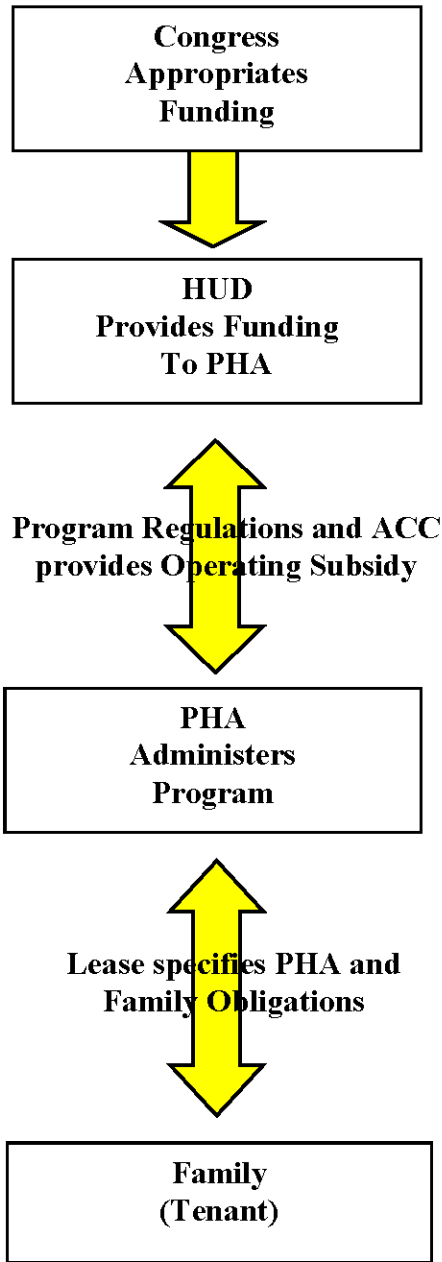 Congress
Appropriates
Funding
HUD
Provides Funding
To PHA
Program Regulations and ACC
provides Operating Subsidy
PHA
Administers
Program
Lease specifies PHA and
Family Obligations
Family
(Tenant)